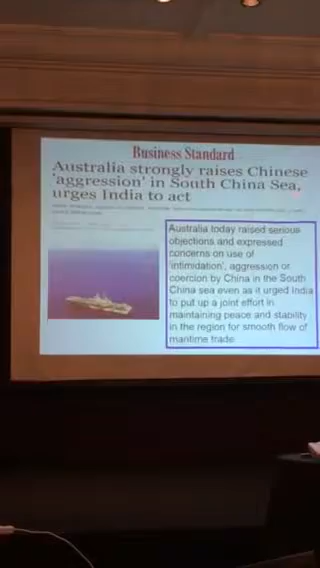 Business Standard
Australia strongly raises Chinese
'aggression' in South China Sea,
urges India to act
Australia today raised serious
objections and expressed
concerns on use of
'intimidation', aggression or
coercion by China in the South
China sea even as it urged India
to put up a joint effort in
maintaining peace and stability
in the region for smooth flow of
maritime trade